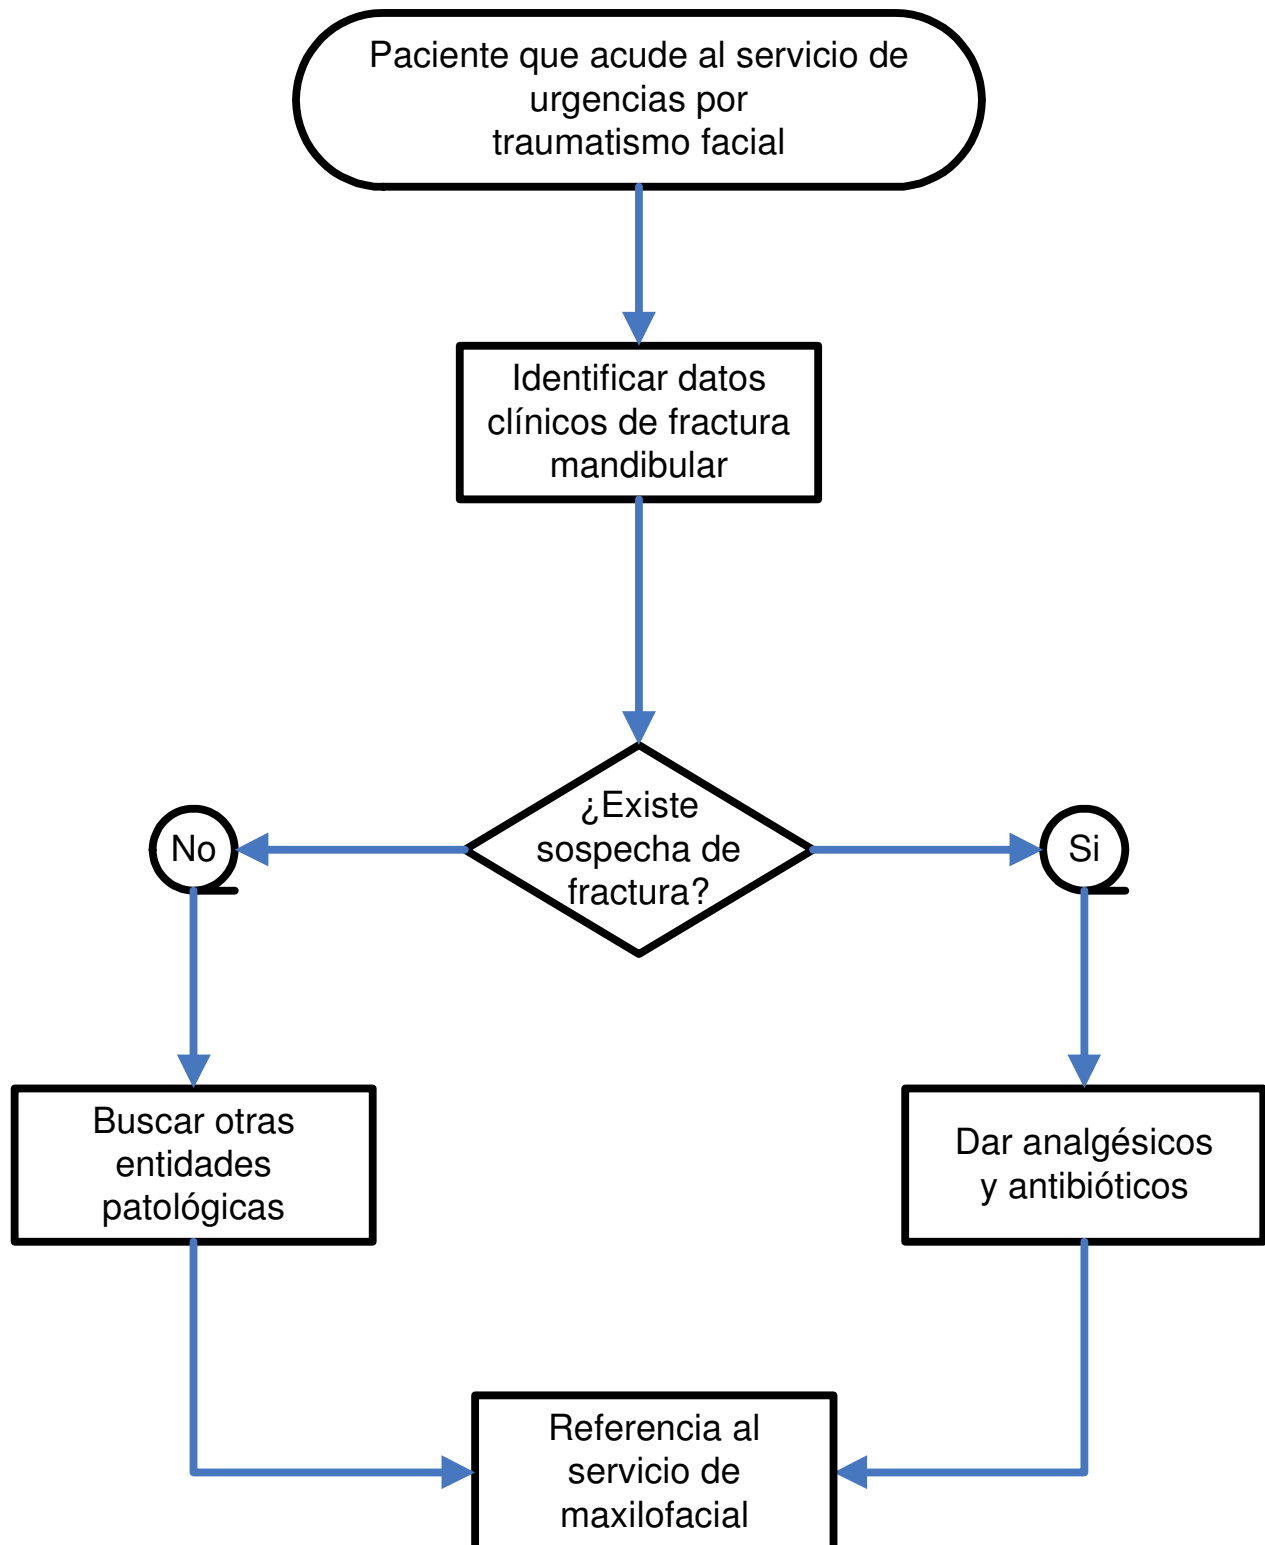 Paciente que acude al servicio de
urgencias por
traumatismo facial
Identificar datos
clínicos de fractura
mandibular
¿Existe
sospecha de
fractura?
No
Si
Buscar otras
entidades
patológicas
Dar analgésicos
y antibióticos
Referencia al
servicio de
maxilofacial